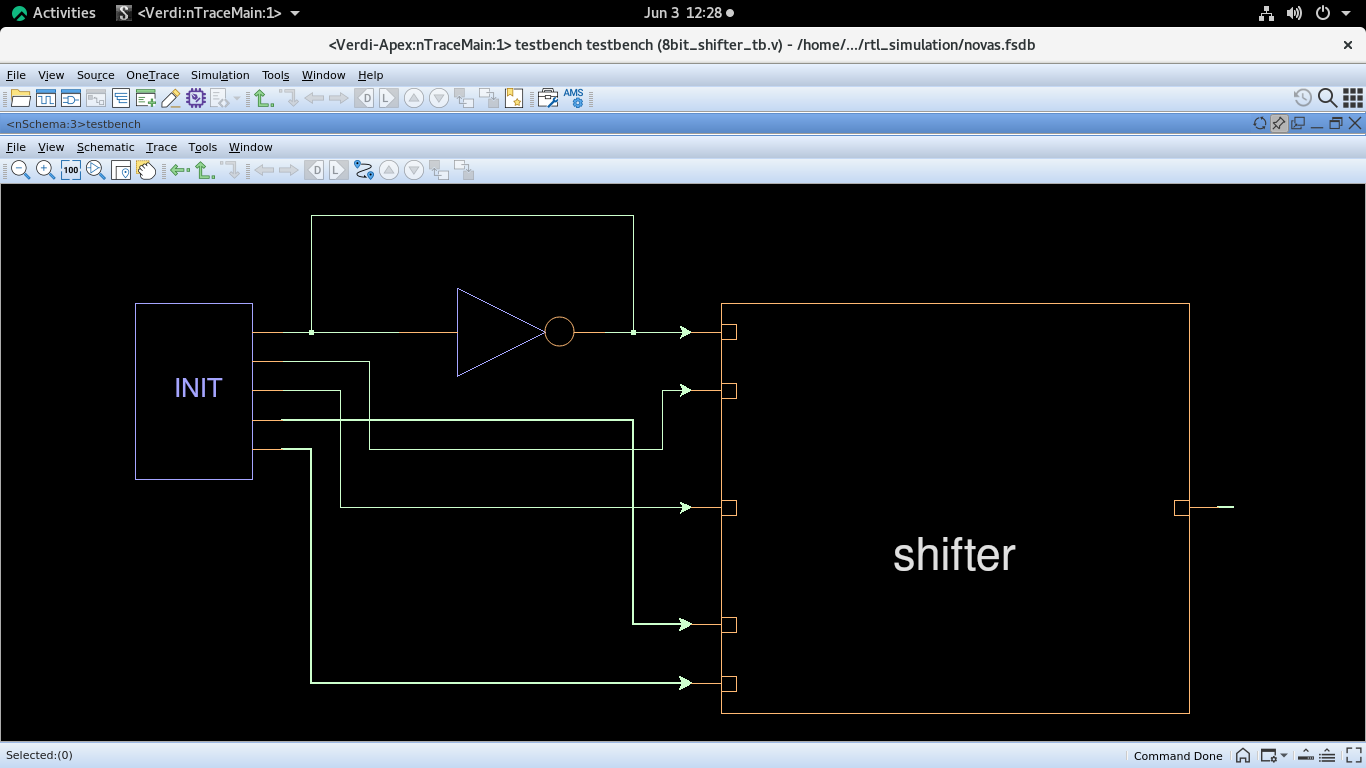 Activities <Verdi:nTraceMain:1> Jun 3 12:28
<Verdi-Apex:nTraceMain:1> testbench testbench (8bit_shifter_tb.v) - /home/.../rtl_simulation/novas.fsdb
File View Source OneTrace Simulation Tools Window Help
D L AMS
<nSchema:3>testbench
File View Schematic Trace Tools Window
100 D L
INIT
shifter
Selected:(0) Command Done